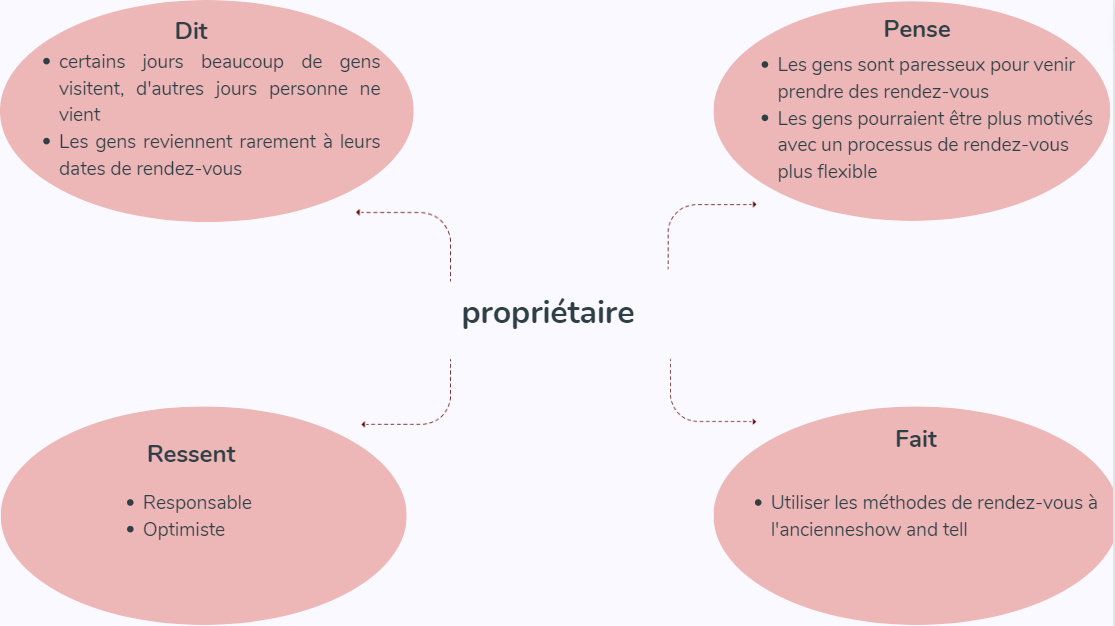 Dit
certains jours beaucoup de gens
visitent, d'autres jours personne ne
vient
Les gens reviennent rarement à leurs
dates de rendez-vous
Pense
Les gens sont paresseux pour venir
prendre des rendez-vous
Les gens pourraient être plus motivés
avec un processus de rendez-vous
plus flexible
propriétaire
Ressent
Responsable
Optimiste
Fait
Utiliser les méthodes de rendez-vous à
l'ancienneshow and tell